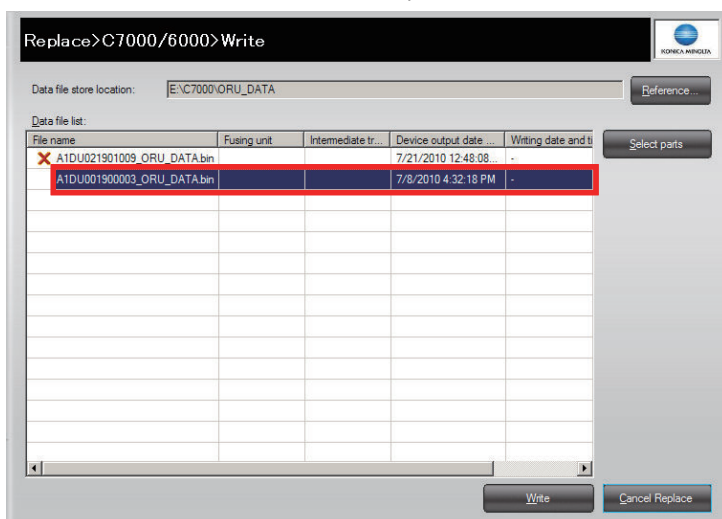 Replace>C7000/6000>Write
KONICA MINOLTA
Data file store location: E:\C7000\ORU_DATA Reference...
Data file list:
File name Fusing unit Intermediate tr... Device output date ... Writing date and ti
Select parts
A1DU021901009_ORU_DATA.bin 7/21/2010 12:48:08... -
A1DU001900003_ORU_DATA.bin 7/8/2010 4:32:18 PM -
Write Cancel Replace